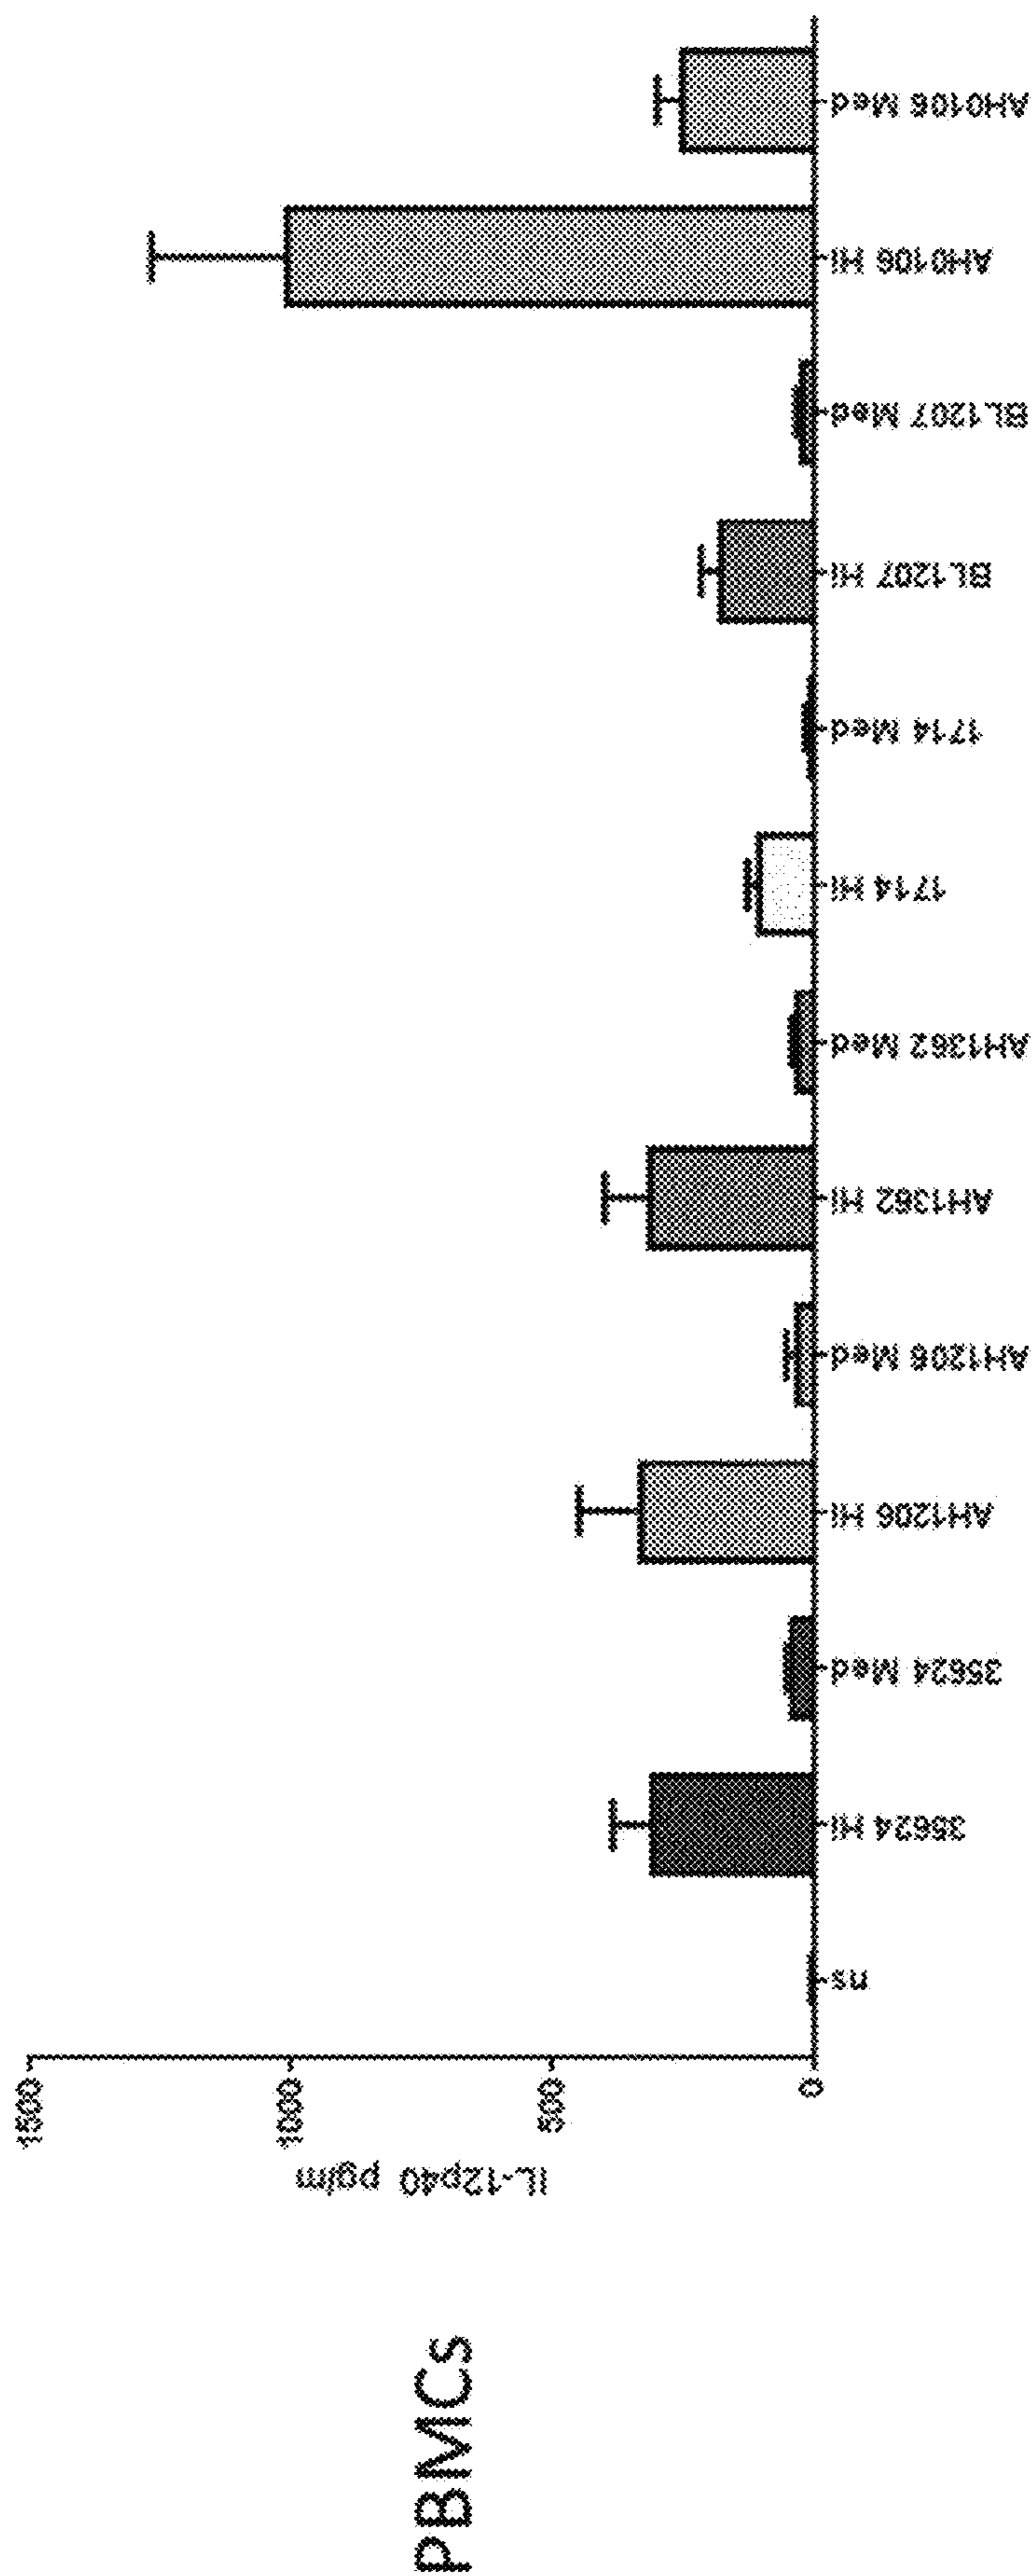 PBMCs
IL-12p40 pg/m
1500
1000
500
0
ns
35624 Hi
35624 Med
AH1206 Hi
AH1206 Med
AH1362 Hi
AH1362 Med
1714 Hi
1714 Med
BL1207 Hi
BL1207 Med
AH0106 Hi
AH0106 Med